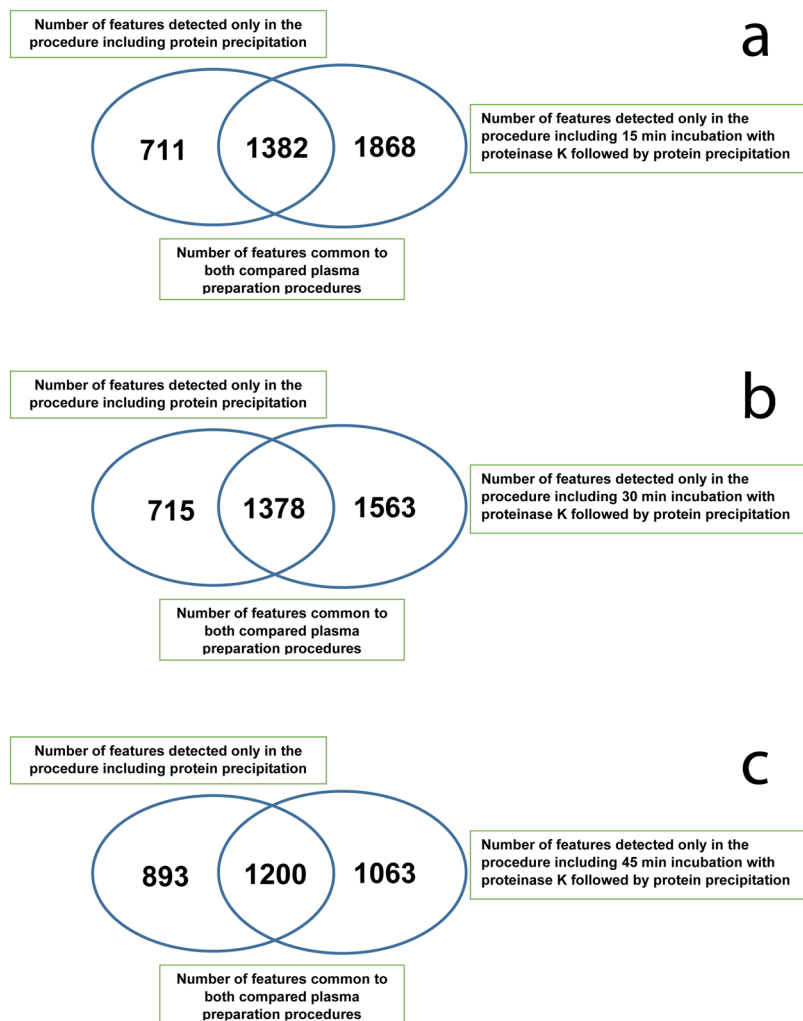 Number of features detected only in the
procedure including protein precipitation
a
711
1382
1868
Number of features detected only in the
procedure including 15 min incubation with
proteinase K followed by protein precipitation
Number of features common to
both compared plasma
preparation procedures
Number of features detected only in the
procedure including protein precipitation
b
715
1378
1563
Number of features detected only in the
procedure including 30 min incubation with
proteinase K followed by protein precipitation
Number of features common to
both compared plasma
preparation procedures
Number of features detected only in the
procedure including protein precipitation
c
893
1200
1063
Number of features detected only in the
procedure including 45 min incubation with
proteinase K followed by protein precipitation
Number of features common to
both compared plasma
preparation procedures